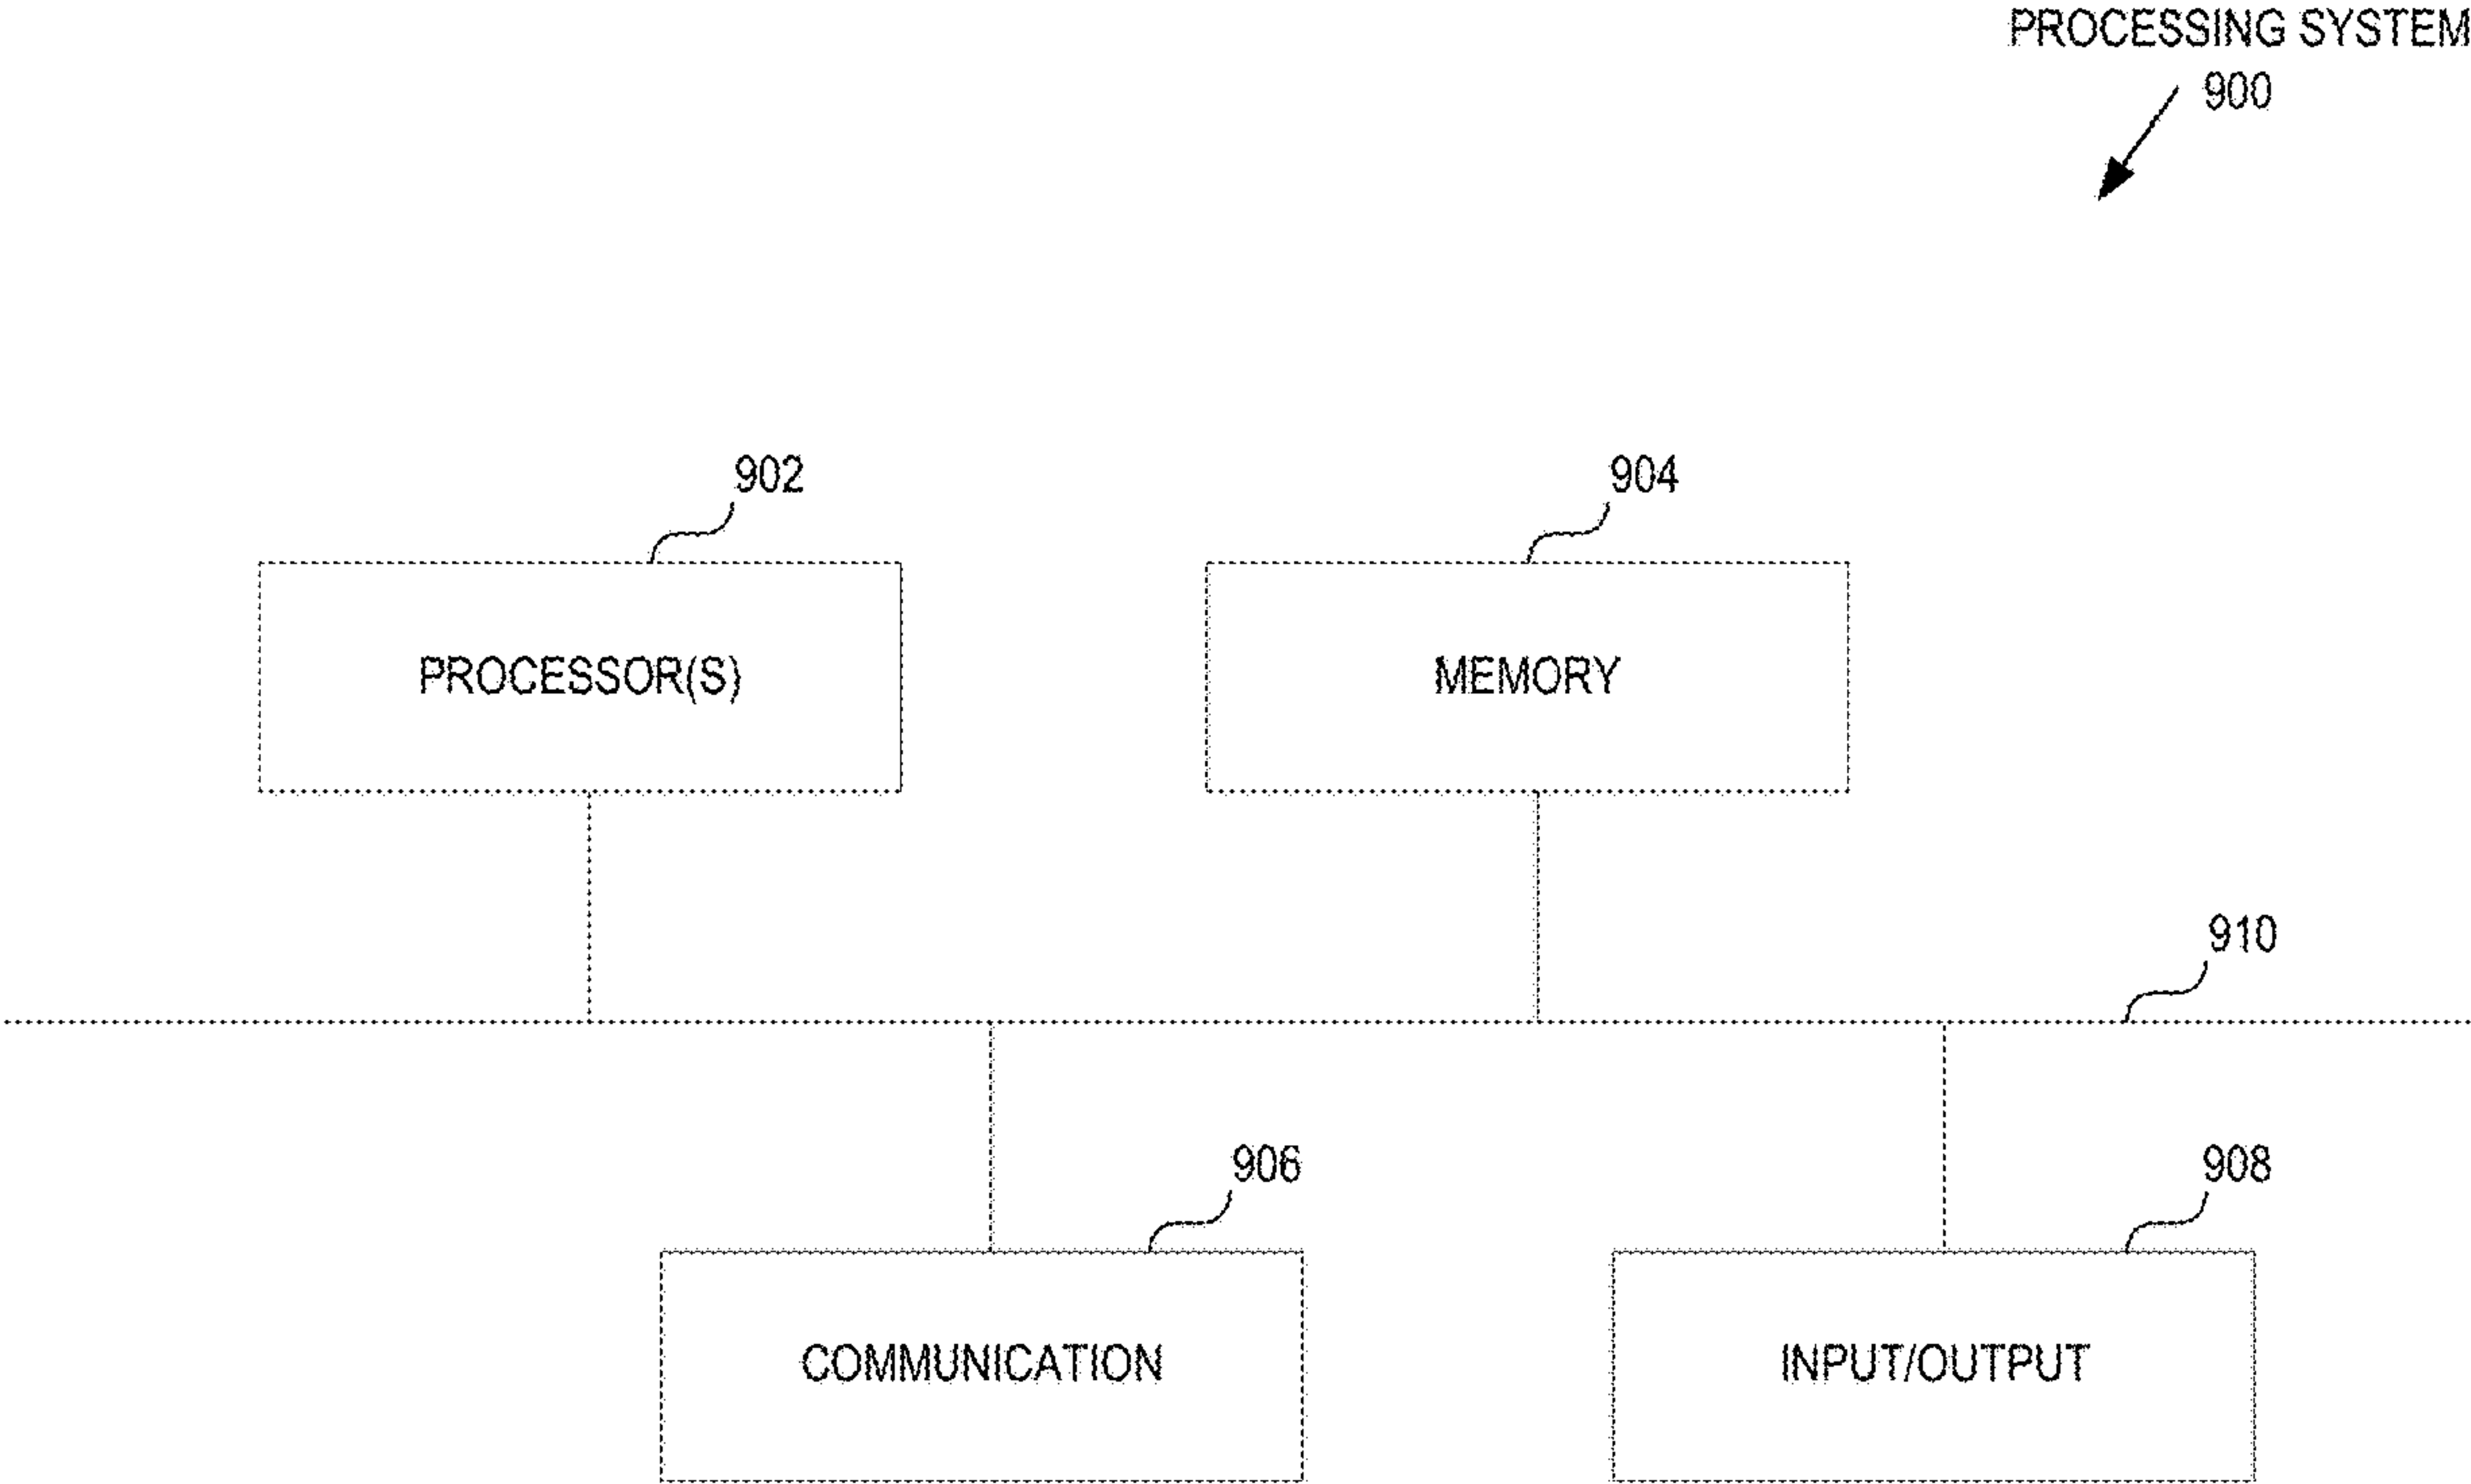 PROCESSING SYSTEM
900
902
904
PROCESSOR(S)
MEMORY
910
906
908
COMMUNICATION
INPUT/OUTPUT